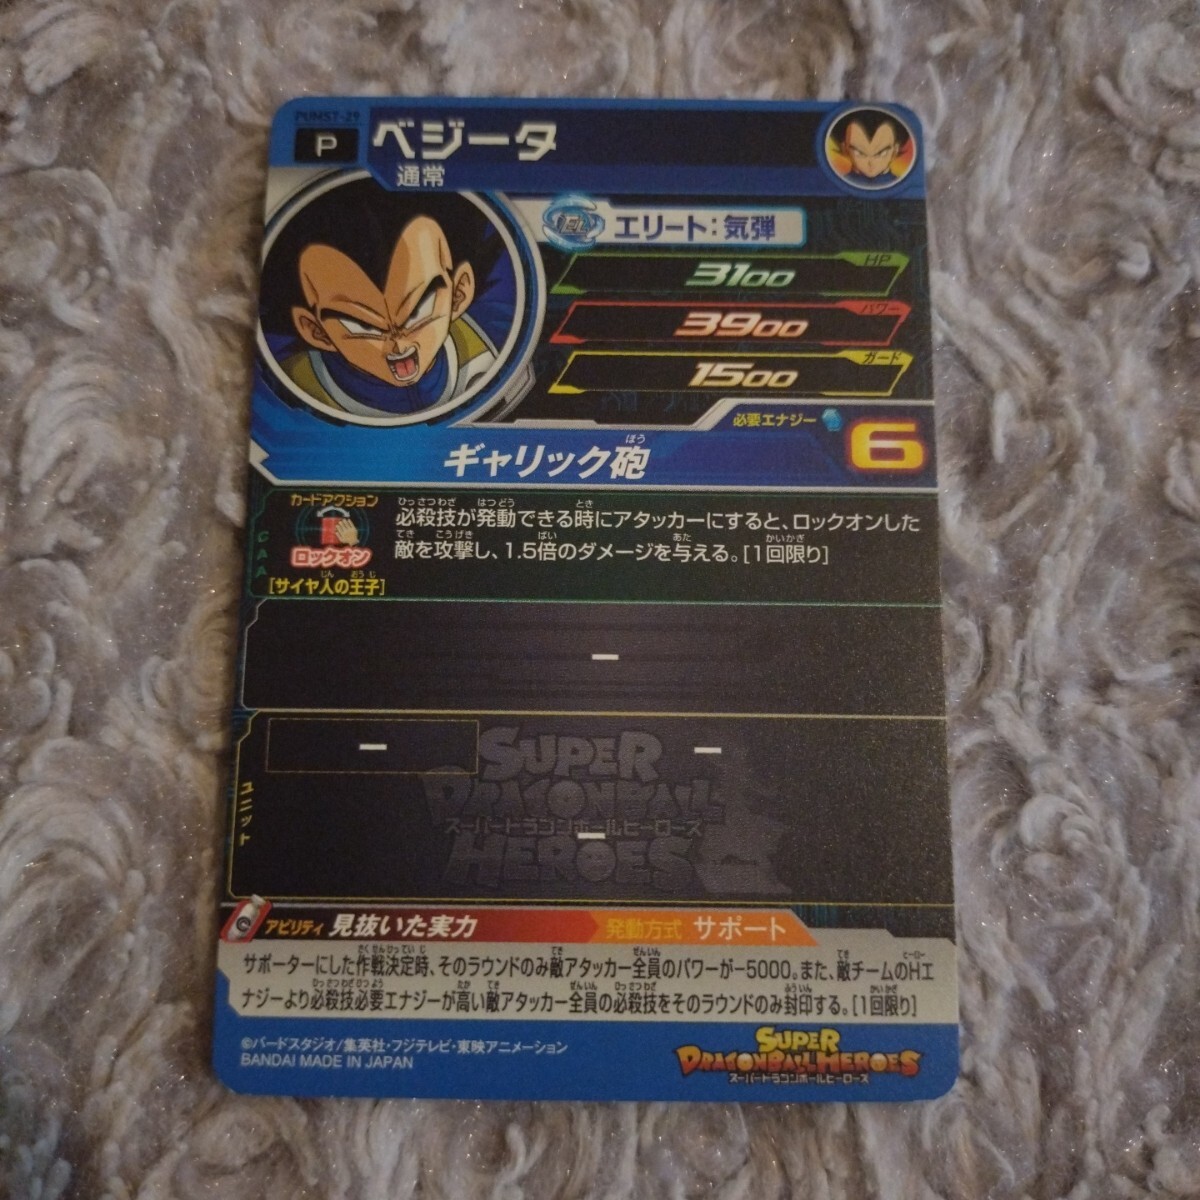 PUMS7-29
P
ベジータ
通常
エリート：気弾
HP
3100
パワー
3900
ガード
1500
必要エナジー
6
ギャリック砲
ほう
カードアクション
ロックオン
CAA
[サイヤ人の王子]
必殺技が発動できる時にアタッカーにすると、ロックオンした
敵を攻撃し、1.5倍のダメージを与える。[1回限り]
ー
ユニット
ー
ー
ー
SUPER
DRAGONBALL
スーパードラゴンボールヒーローズ
HEROES
アビリティ 見抜いた実力
発動方式 サポート
サポーターにした作戦決定時、そのラウンドのみ敵アタッカー全員のパワーが-5000。また、敵チームのHエ
ナジーより必殺技必要エナジーが高い敵アタッカー全員の必殺技をそのラウンドのみ封印する。[1回限り]
©バードスタジオ/集英社・フジテレビ・東映アニメーション
BANDAI MADE IN JAPAN
SUPER
DRAGONBALL HEROES
スーパードラゴンボールヒーローズ